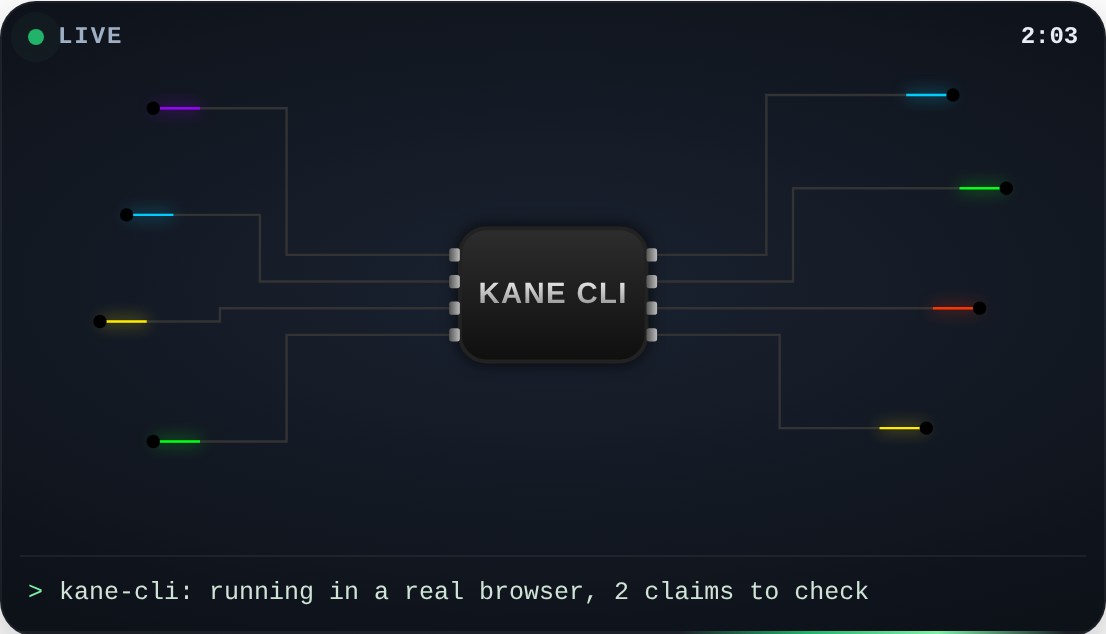 LIVE
2:03
KANE CLI
> kane-cli: running in a real browser, 2 claims to check